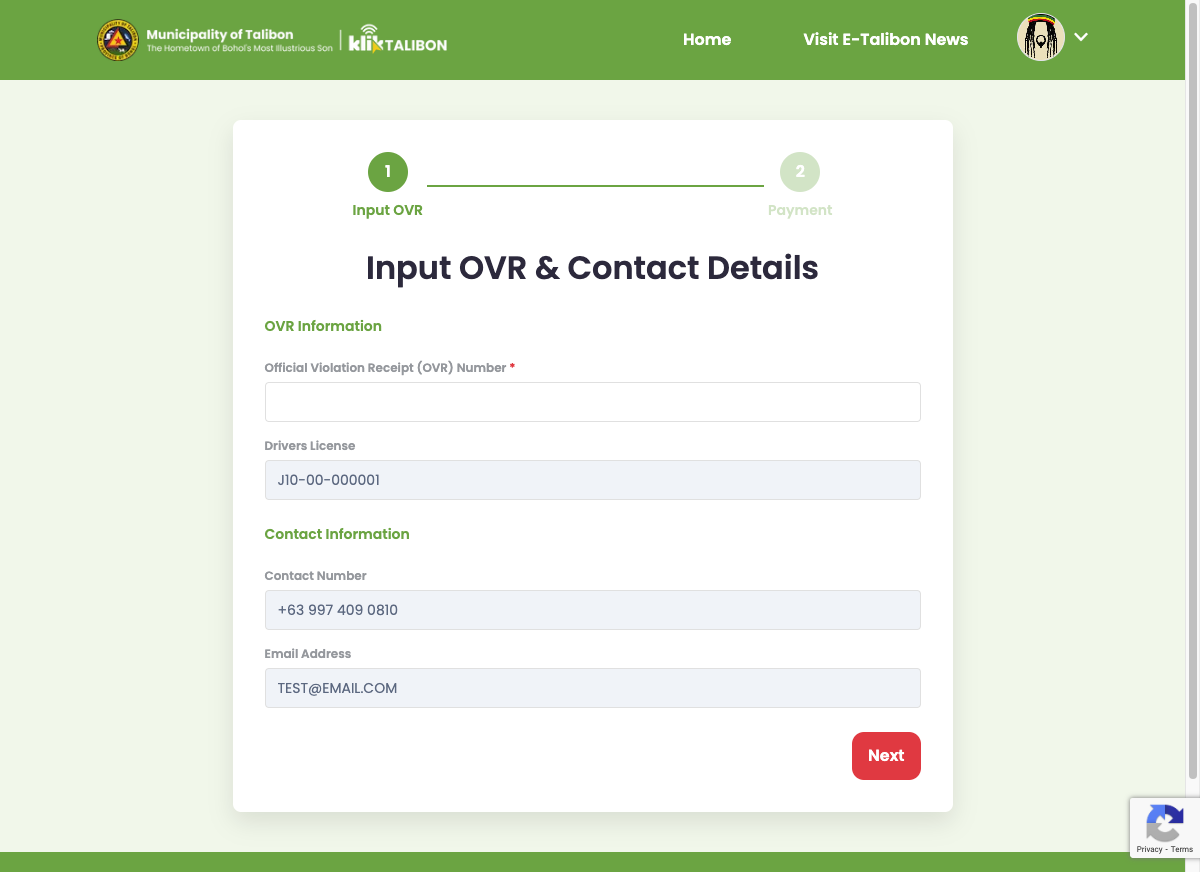 Municipality of Talibon
The Hometown of Bohol's Most Illustrious Son
klikTALIBON
Home
Visit E-Talibon News
1
2
Input OVR
Payment
Input OVR & Contact Details
OVR Information
Official Violation Receipt (OVR) Number *
Drivers License
J10-00-000001
Contact Information
Contact Number
+63 997 409 0810
Email Address
TEST@EMAIL.COM
Next
Privacy - Terms